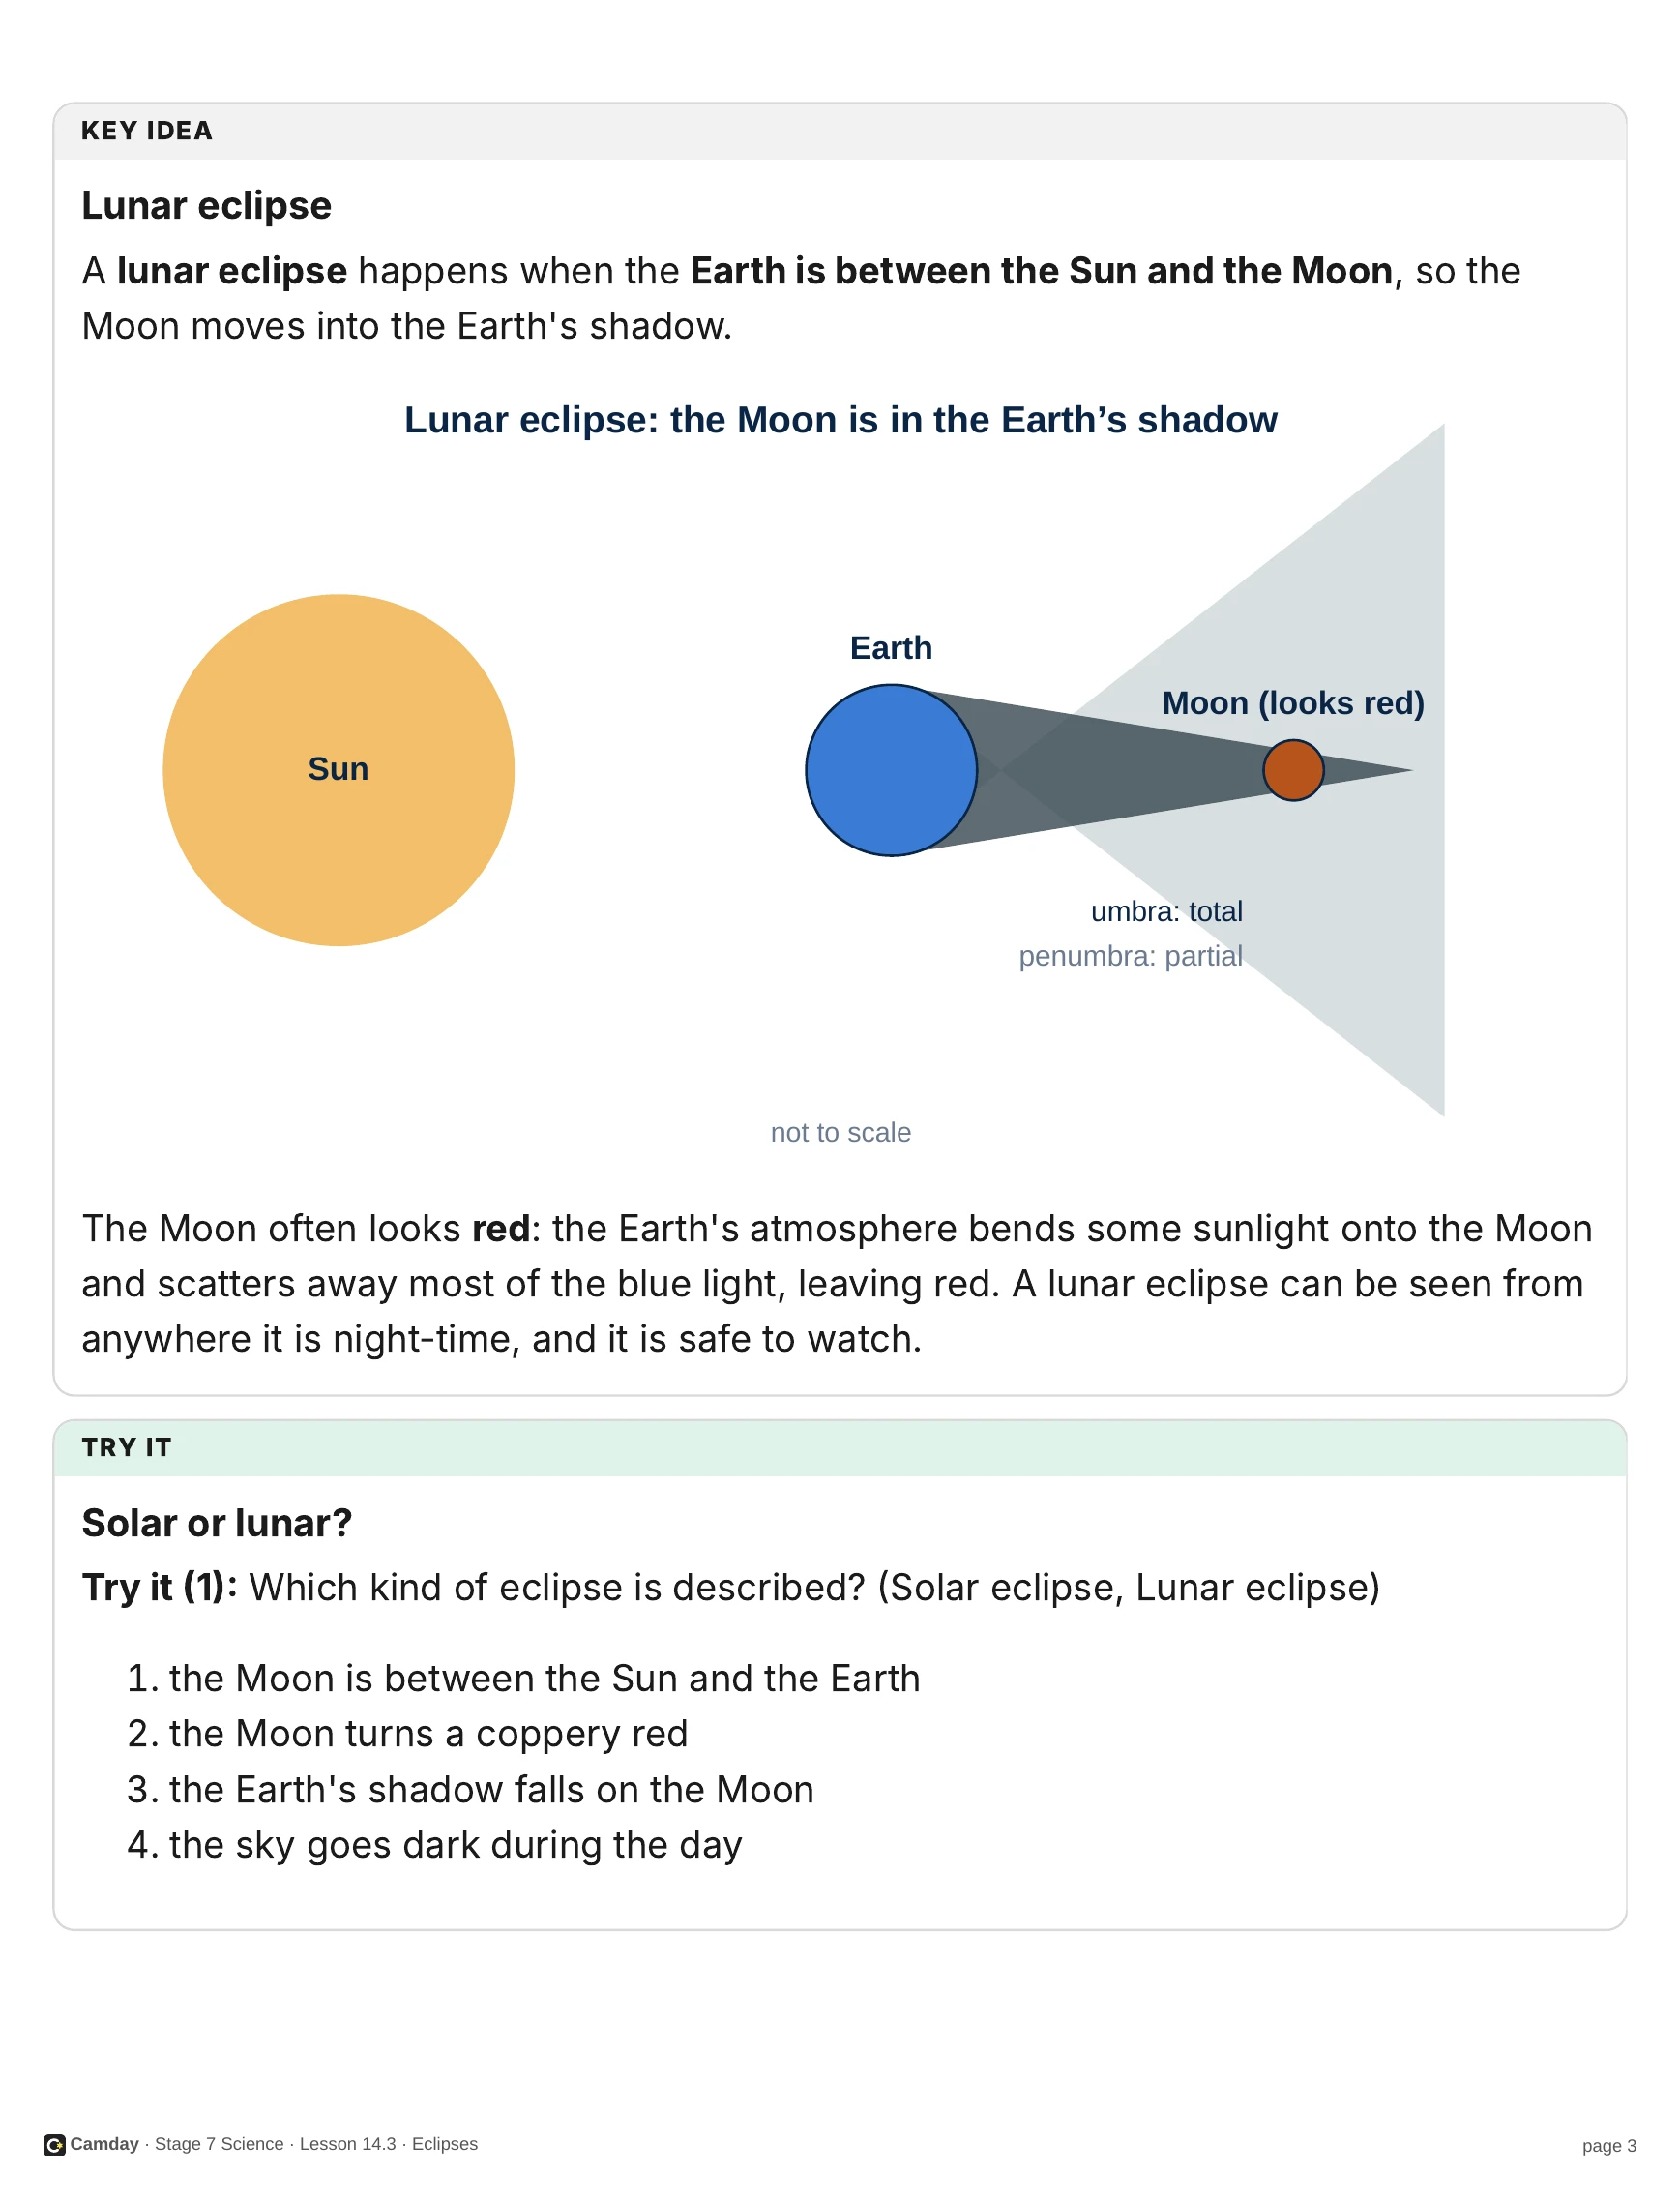 KEY IDEA
Lunar eclipse
A lunar eclipse happens when the Earth is between the Sun and the Moon, so the
Moon moves into the Earth's shadow.
Lunar eclipse: the Moon is in the Earth’s shadow
Earth
Moon (looks red)
Sun
umbra: total
penumbra: partial
not to scale
The Moon often looks red: the Earth's atmosphere bends some sunlight onto the Moon
and scatters away most of the blue light, leaving red. A lunar eclipse can be seen from
anywhere it is night-time, and it is safe to watch.
TRY IT
Solar or lunar?
Try it (1): Which kind of eclipse is described? (Solar eclipse, Lunar eclipse)
1. the Moon is between the Sun and the Earth
2. the Moon turns a coppery red
3. the Earth's shadow falls on the Moon
4. the sky goes dark during the day
Camday · Stage 7 Science · Lesson 14.3 · Eclipses
page 3